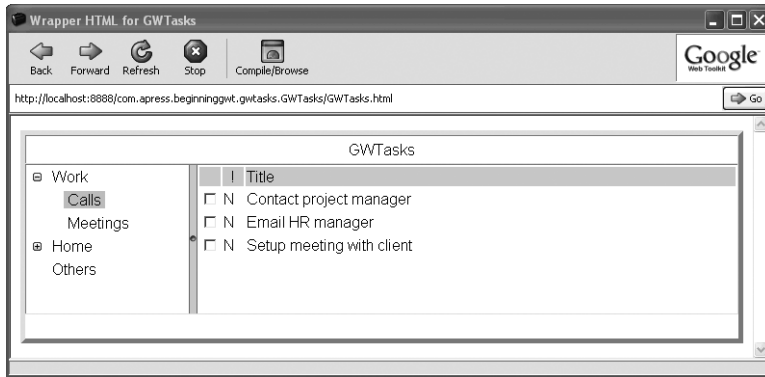 Wrapper HTML for GWTasks
Back Forward Refresh Stop Compile/Browse
Google
Web Toolkit
http://localhost:8888/com.apress.beginninggwt.gwtasks.GWTasks/GWTasks.html Go
GWTasks
Work
Calls
Meetings
Home
Others
! Title
N Contact project manager
N Email HR manager
N Setup meeting with client